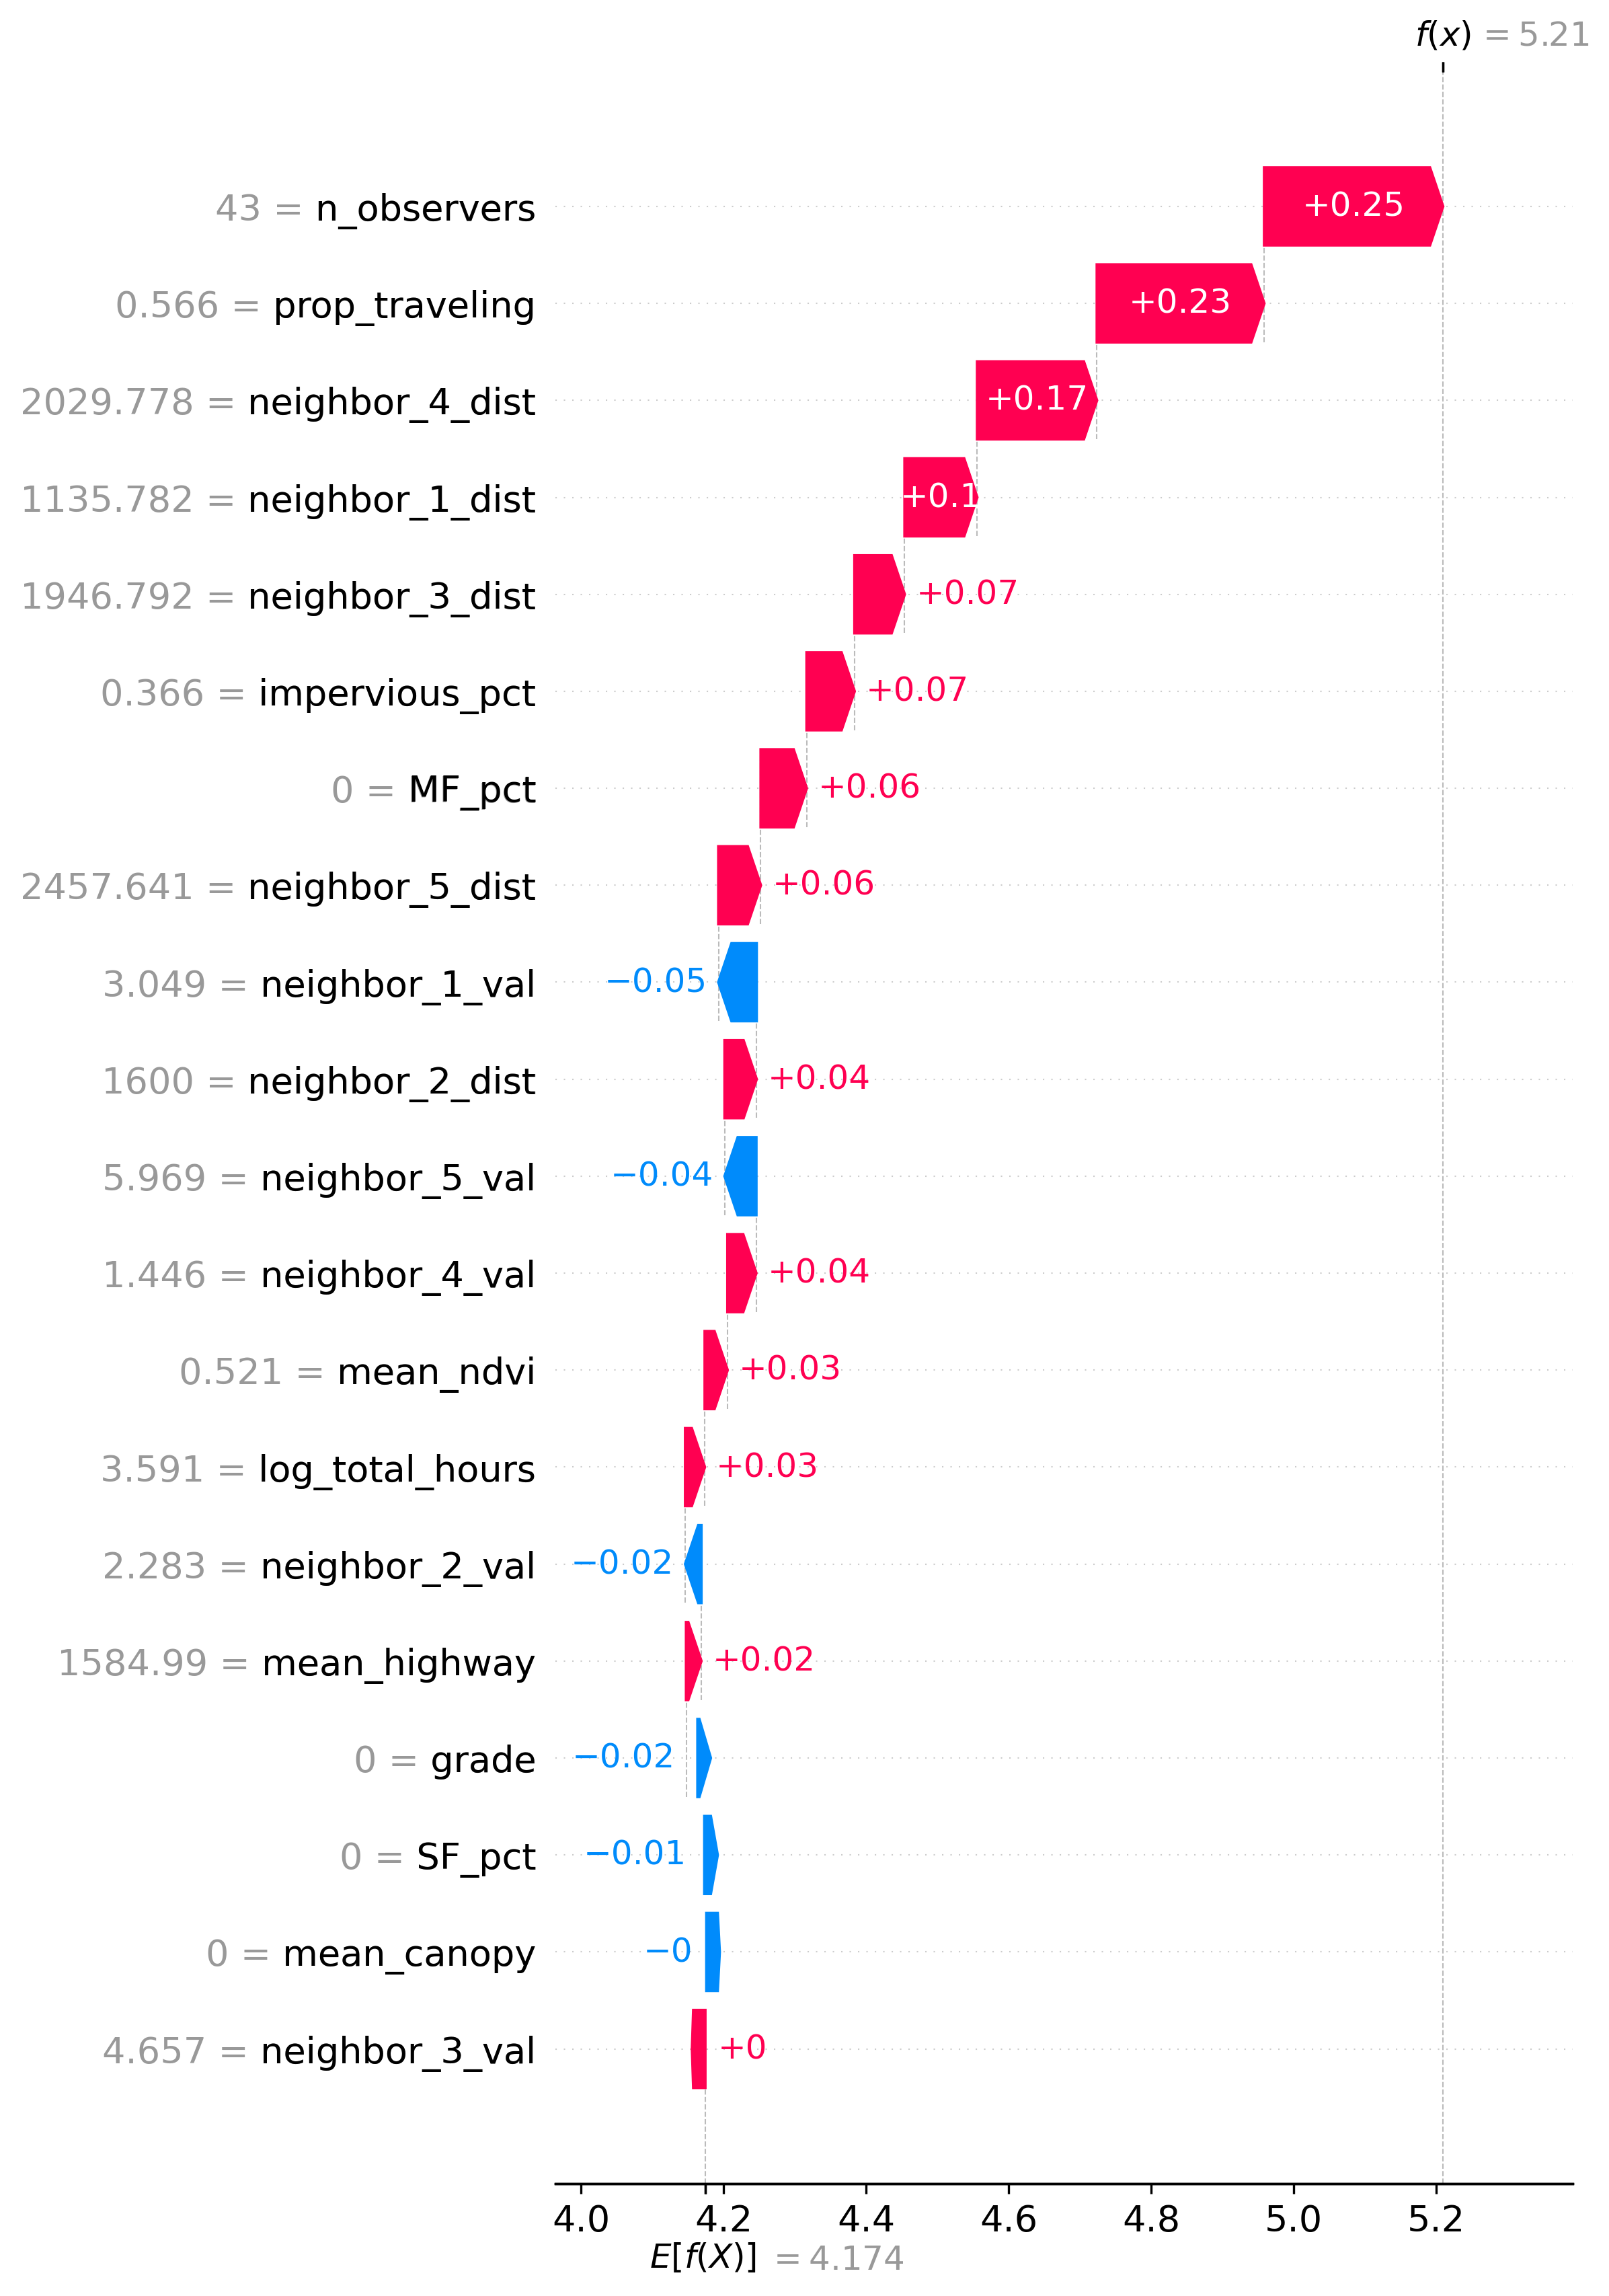 f(x) = 5.21
43 = n_observers
+0.25
0.566 = prop_traveling
+0.23
2029.778 = neighbor_4_dist
+0.17
1135.782 = neighbor_1_dist
+0.1
1946.792 = neighbor_3_dist
+0.07
0.366 = impervious_pct
+0.07
0 = MF_pct
+0.06
2457.641 = neighbor_5_dist
+0.06
3.049 = neighbor_1_val
−0.05
1600 = neighbor_2_dist
+0.04
5.969 = neighbor_5_val
−0.04
1.446 = neighbor_4_val
+0.04
0.521 = mean_ndvi
+0.03
3.591 = log_total_hours
+0.03
2.283 = neighbor_2_val
−0.02
1584.99 = mean_highway
+0.02
0 = grade
−0.02
0 = SF_pct
−0.01
0 = mean_canopy
−0
4.657 = neighbor_3_val
+0
4.0 4.2 4.4 4.6 4.8 5.0 5.2
E[f(X)] = 4.174